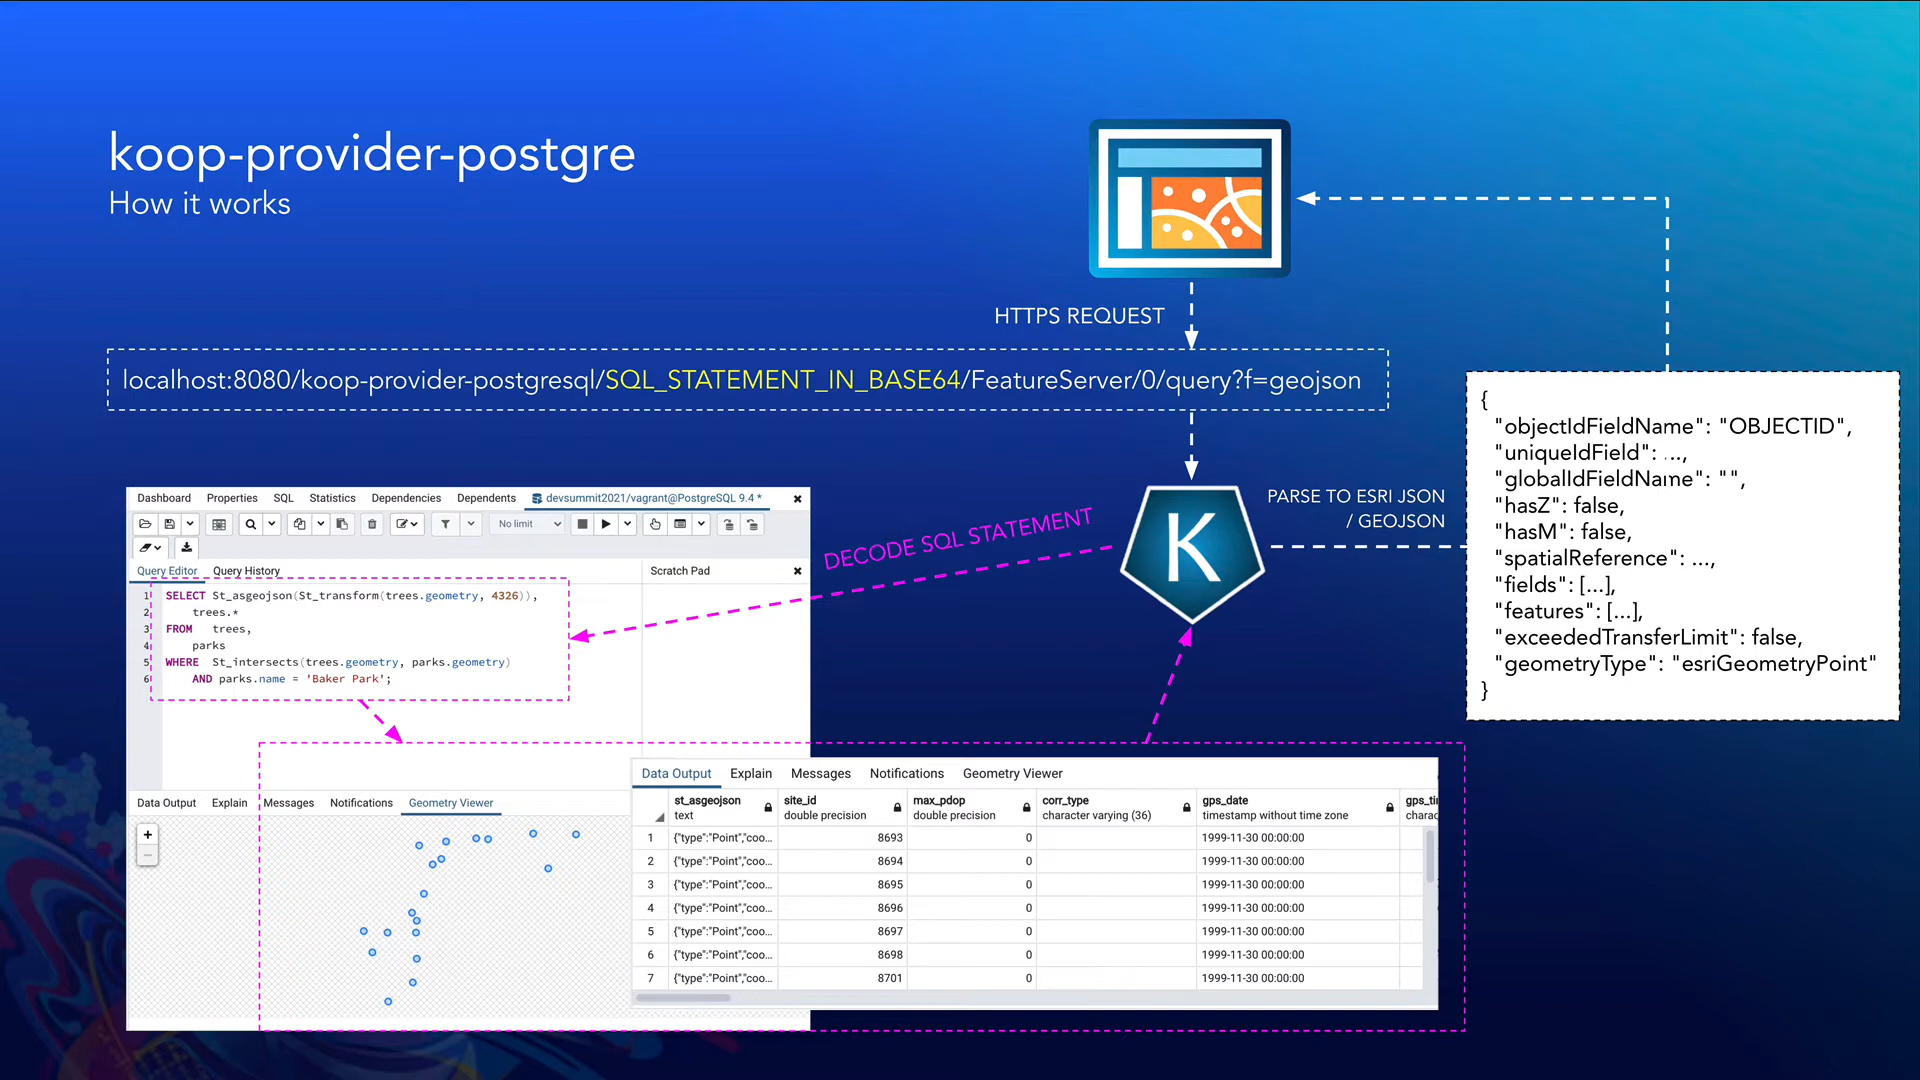 koop-provider-postgre
How it works
HTTPS REQUEST
localhost:8080/koop-provider-postgresql/SQL_STATEMENT_IN_BASE64/FeatureServer/0/query?f=geojson
K
DECODE SQL STATEMENT
PARSE TO ESRI JSON
/ GEOJSON
{
"objectIdFieldName": "OBJECTID",
"uniqueIdField": ...,
"globalIdFieldName": "",
"hasZ": false,
"hasM": false,
"spatialReference": ...,
"fields": [...],
"features": [...],
"exceededTransferLimit": false,
"geometryType": "esriGeometryPoint"
}
Dashboard Properties SQL Statistics Dependencies Dependents devsummit2021/vagrant@PostgreSQL 9.4 *
No limit
Query Editor Query History Scratch Pad
1 SELECT St_asgeojson(St_transform(trees.geometry, 4326)),
2 trees.*
3 FROM trees,
4 parks
5 WHERE St_intersects(trees.geometry, parks.geometry)
6 AND parks.name = 'Baker Park';
Data Output Explain Messages Notifications Geometry Viewer
+
−
Data Output Explain Messages Notifications Geometry Viewer
st_asgeojson site_id max_pdop corr_type gps_date gps_ti
text double precision double precision character varying (36) timestamp without time zone charac
1 {"type":"Point","coo... 8693 0 1999-11-30 00:00:00
2 {"type":"Point","coo... 8694 0 1999-11-30 00:00:00
3 {"type":"Point","coo... 8695 0 1999-11-30 00:00:00
4 {"type":"Point","coo... 8696 0 1999-11-30 00:00:00
5 {"type":"Point","coo... 8697 0 1999-11-30 00:00:00
6 {"type":"Point","coo... 8698 0 1999-11-30 00:00:00
7 {"type":"Point","coo... 8701 0 1999-11-30 00:00:00